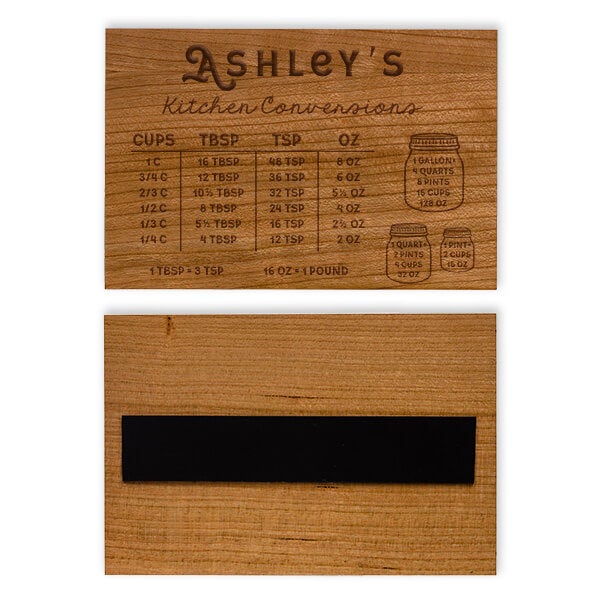 ASHLEY'S
Kitchen Conversions
CUPS TBSP TSP OZ
1 C 16 TBSP 48 TSP 8 OZ
3/4 C 12 TBSP 36 TSP 6 OZ
2/3 C 10⅔ TBSP 32 TSP 5⅓ OZ
1/2 C 8 TBSP 24 TSP 4 OZ
1/3 C 5⅓ TBSP 16 TSP 2⅔ OZ
1/4 C 4 TBSP 12 TSP 2 OZ
1 TBSP = 3 TSP 16 OZ = 1 POUND
1 GALLON=
4 QUARTS
8 PINTS
16 CUPS
128 OZ
1 QUART=
2 PINTS
4 CUPS
32 OZ
1 PINT=
2 CUPS
16 OZ